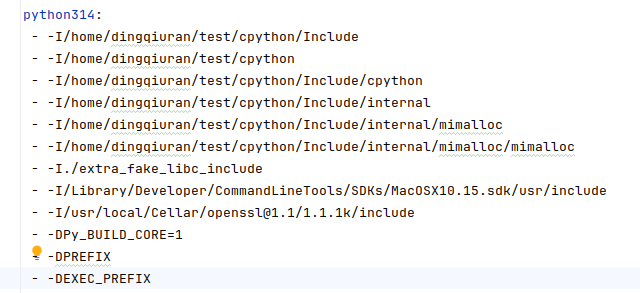 python314:
- -I/home/dingqiuran/test/cpython/Include
- -I/home/dingqiuran/test/cpython
- -I/home/dingqiuran/test/cpython/Include/cpython
- -I/home/dingqiuran/test/cpython/Include/internal
- -I/home/dingqiuran/test/cpython/Include/internal/mimalloc
- -I/home/dingqiuran/test/cpython/Include/internal/mimalloc/mimalloc
- -I./extra_fake_libc_include
- -I/Library/Developer/CommandLineTools/SDKs/MacOSX10.15.sdk/usr/include
- -I/usr/local/Cellar/openssl@1.1/1.1.1k/include
- -DPy_BUILD_CORE=1
- -DPREFIX
- -DEXEC_PREFIX